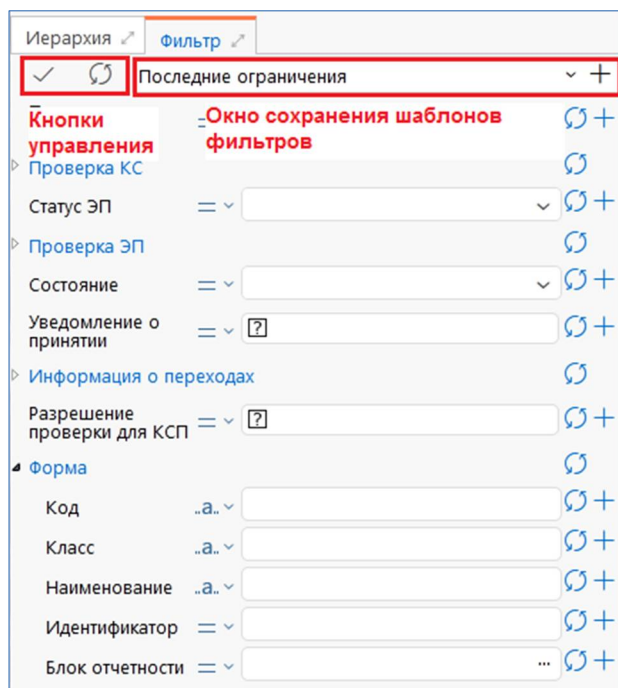 Иерархия
Фильтр
Последние ограничения
Кнопки
управления
Окно сохранения шаблонов
фильтров
Проверка КС
Статус ЭП
Проверка ЭП
Состояние
Уведомление о
принятии
?
Информация о переходах
Разрешение
проверки для КСП
?
Форма
Код ..a..
Класс ..a..
Наименование ..a..
Идентификатор
Блок отчетности ...